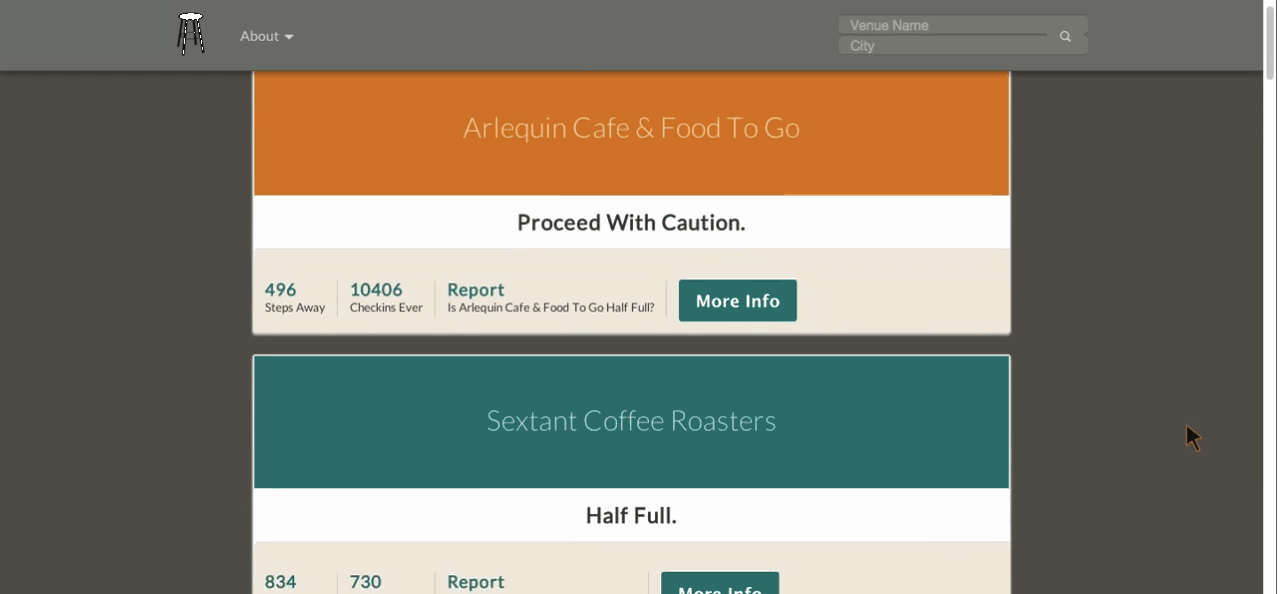 About
Venue Name
City
Arlequin Cafe & Food To Go
Proceed With Caution.
496
Steps Away
10406
Checkins Ever
Report
Is Arlequin Cafe & Food To Go Half Full?
More Info
Sextant Coffee Roasters
Half Full.
834
730
Report
More Info